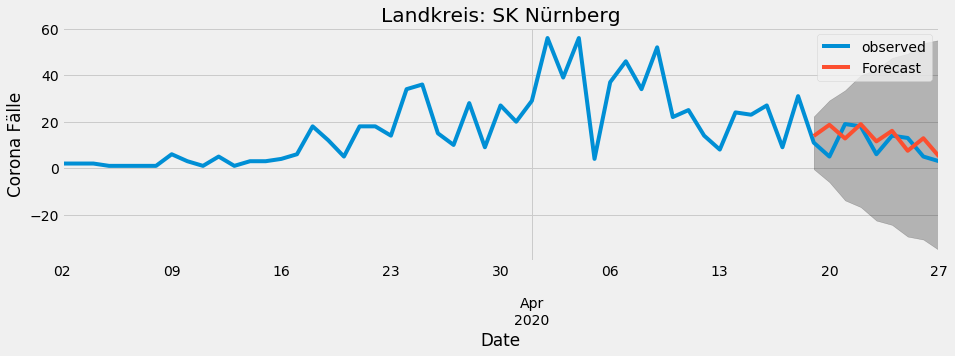 Landkreis: SK Nürnberg
observed
Forecast
Corona Fälle
60
40
20
0
−20
02 09 16 23 30 06 13 20 27
Apr
2020
Date